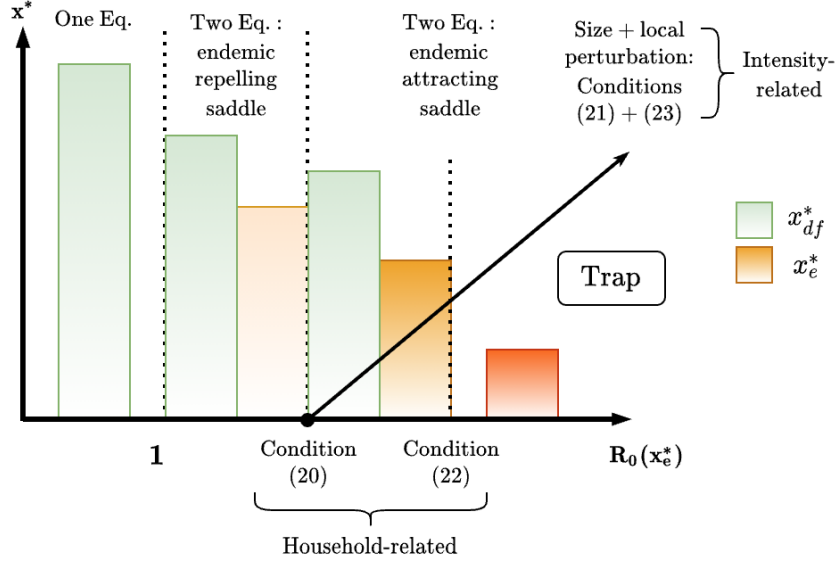 x*
One Eq.
Two Eq. :
endemic
repelling
saddle
Two Eq. :
endemic
attracting
saddle
Size + local
perturbation:
Conditions
(21) + (23)
Intensity-
related
x*df
x*e
Trap
1
Condition
(20)
Condition
(22)
R0(x*e)
Household-related